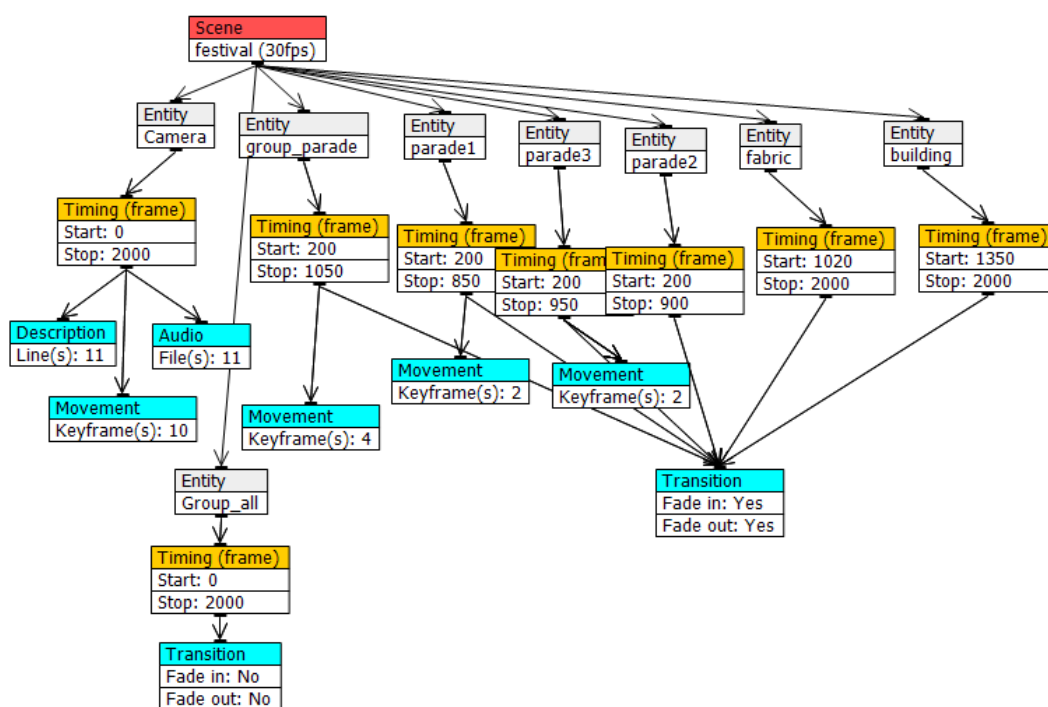 Scene
festival (30fps)
Entity
Camera
Entity
group_parade
Entity
parade1
Entity
parade3
Entity
parade2
Entity
fabric
Entity
building
Timing (frame)
Start: 0
Stop: 2000
Timing (frame)
Start: 200
Stop: 1050
Timing (frame)
Start: 200
Stop: 850
Timing (fram
Start: 200
Stop: 950
Timing (frame)
Start: 200
Stop: 900
Timing (frame)
Start: 1020
Stop: 2000
Timing (frame)
Start: 1350
Stop: 2000
Description
Line(s): 11
Audio
File(s): 11
Movement
Keyframe(s): 10
Movement
Keyframe(s): 4
Movement
Keyframe(s): 2
Movement
Keyframe(s): 2
Entity
Group_all
Timing (frame)
Start: 0
Stop: 2000
Transition
Fade in: No
Fade out: No
Transition
Fade in: Yes
Fade out: Yes